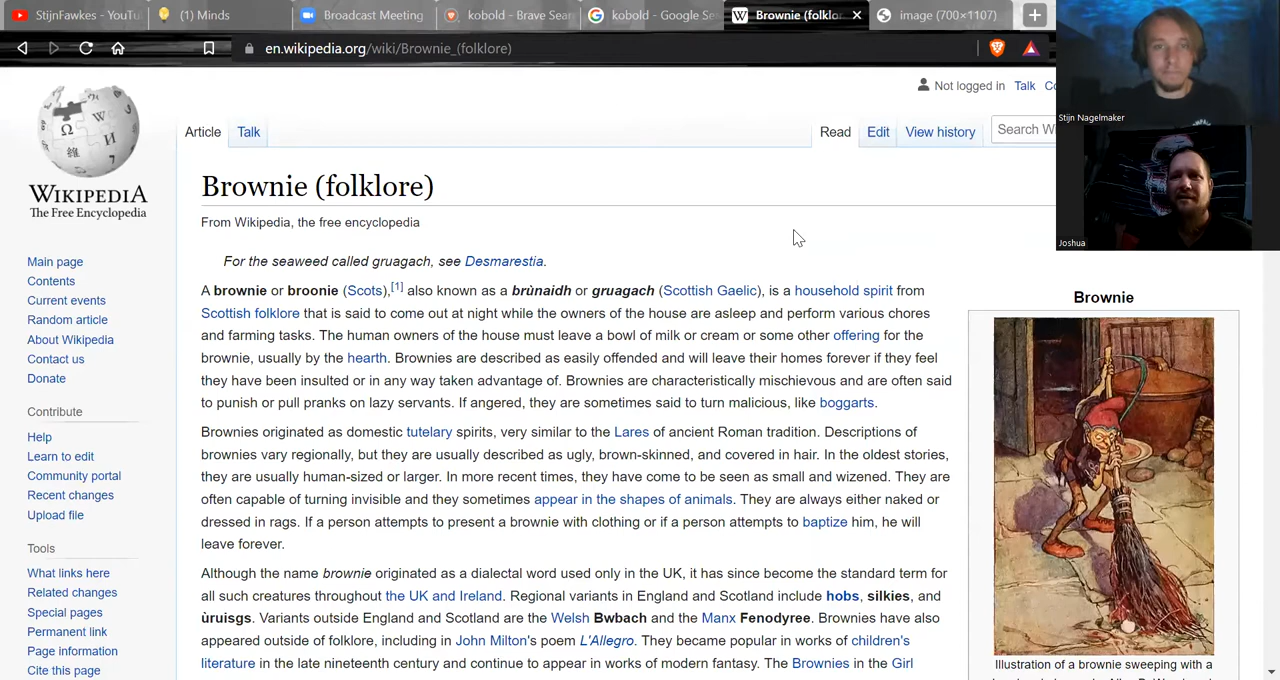 StijnFawkes - YouTu
(1) Minds
Broadcast Meeting
kobold - Brave Sear
kobold - Google Se
Brownie (folklor
image (700×1107)
en.wikipedia.org/wiki/Brownie_(folklore)
Not logged in Talk Co
Article Talk Read Edit View history Search Wi
WIKIPEDIA
The Free Encyclopedia
Main page
Contents
Current events
Random article
About Wikipedia
Contact us
Donate
Contribute
Help
Learn to edit
Community portal
Recent changes
Upload file
Tools
What links here
Related changes
Special pages
Permanent link
Page information
Cite this page
Brownie (folklore)
From Wikipedia, the free encyclopedia
For the seaweed called gruagach, see Desmarestia.
A brownie or broonie (Scots),[1] also known as a brùnaidh or gruagach (Scottish Gaelic), is a household spirit from
Scottish folklore that is said to come out at night while the owners of the house are asleep and perform various chores
and farming tasks. The human owners of the house must leave a bowl of milk or cream or some other offering for the
brownie, usually by the hearth. Brownies are described as easily offended and will leave their homes forever if they feel
they have been insulted or in any way taken advantage of. Brownies are characteristically mischievous and are often said
to punish or pull pranks on lazy servants. If angered, they are sometimes said to turn malicious, like boggarts.
Brownies originated as domestic tutelary spirits, very similar to the Lares of ancient Roman tradition. Descriptions of
brownies vary regionally, but they are usually described as ugly, brown-skinned, and covered in hair. In the oldest stories,
they are usually human-sized or larger. In more recent times, they have come to be seen as small and wizened. They are
often capable of turning invisible and they sometimes appear in the shapes of animals. They are always either naked or
dressed in rags. If a person attempts to present a brownie with clothing or if a person attempts to baptize him, he will
leave forever.
Although the name brownie originated as a dialectal word used only in the UK, it has since become the standard term for
all such creatures throughout the UK and Ireland. Regional variants in England and Scotland include hobs, silkies, and
ùruisgs. Variants outside England and Scotland are the Welsh Bwbach and the Manx Fenodyree. Brownies have also
appeared outside of folklore, including in John Milton's poem L'Allegro. They became popular in works of children's
literature in the late nineteenth century and continue to appear in works of modern fantasy. The Brownies in the Girl
Brownie
Illustration of a brownie sweeping with a
Stijn Nagelmaker
Joshua